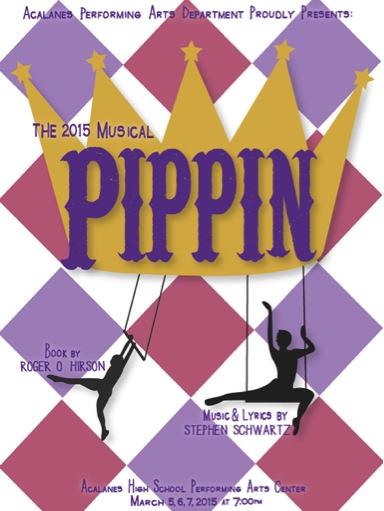 Acalanes Performing Arts Department Proudly Presents:
The 2015 Musical
PIPPIN
Book by
Roger O. Hirson
Music & Lyrics by
Stephen Schwartz
Acalanes High School Performing Arts Center
March 5, 6, 7, 2015 at 7:00pm